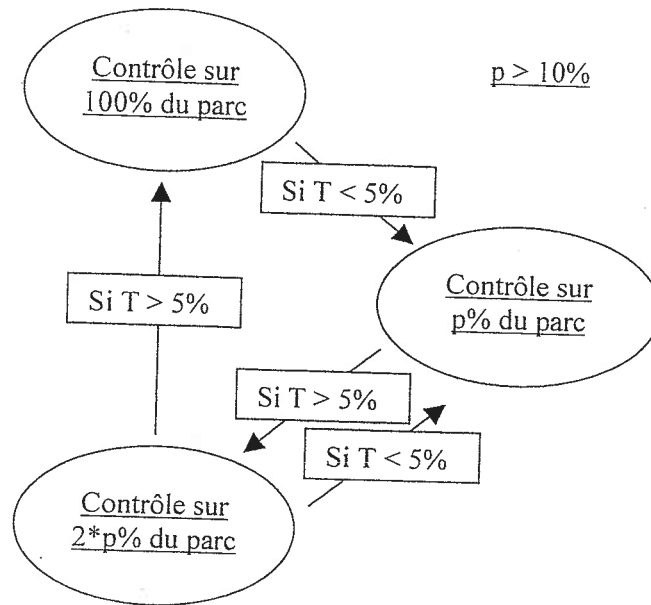 Contrôle sur
100% du parc
p > 10%
Si T < 5%
Contrôle sur
p% du parc
Si T > 5%
Si T > 5%
Si T < 5%
Contrôle sur
2*p% du parc